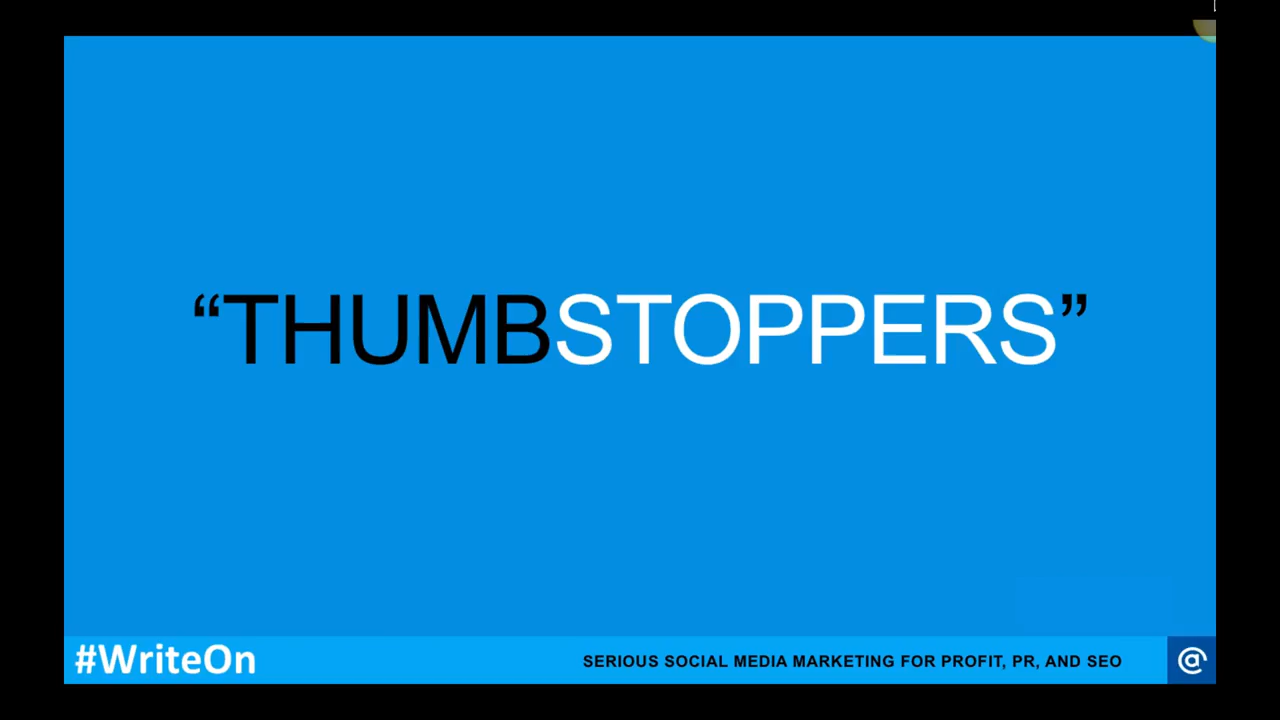 “THUMBSTOPPERS”
#WriteOn
SERIOUS SOCIAL MEDIA MARKETING FOR PROFIT, PR, AND SEO
@